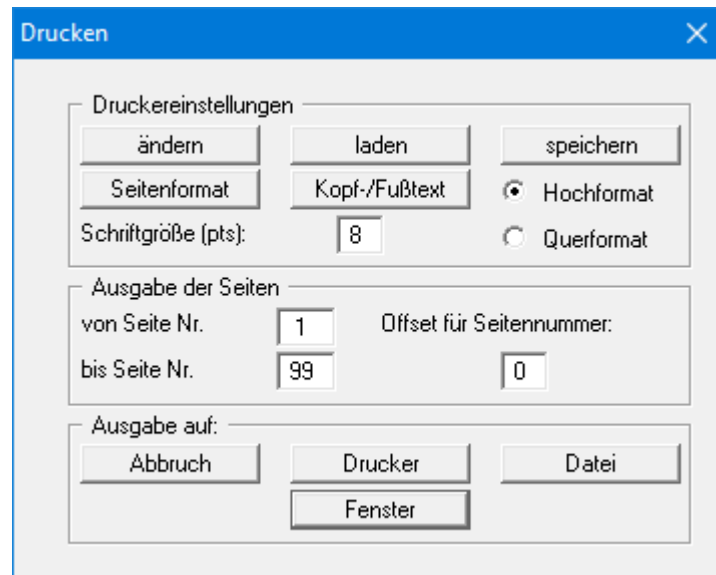 Drucken
Druckereinstellungen
ändern laden speichern
Seitenformat Kopf-/Fußtext Hochformat
Schriftgröße (pts): 8 Querformat
Ausgabe der Seiten
von Seite Nr. 1 Offset für Seitennummer:
bis Seite Nr. 99 0
Ausgabe auf:
Abbruch Drucker Datei
Fenster